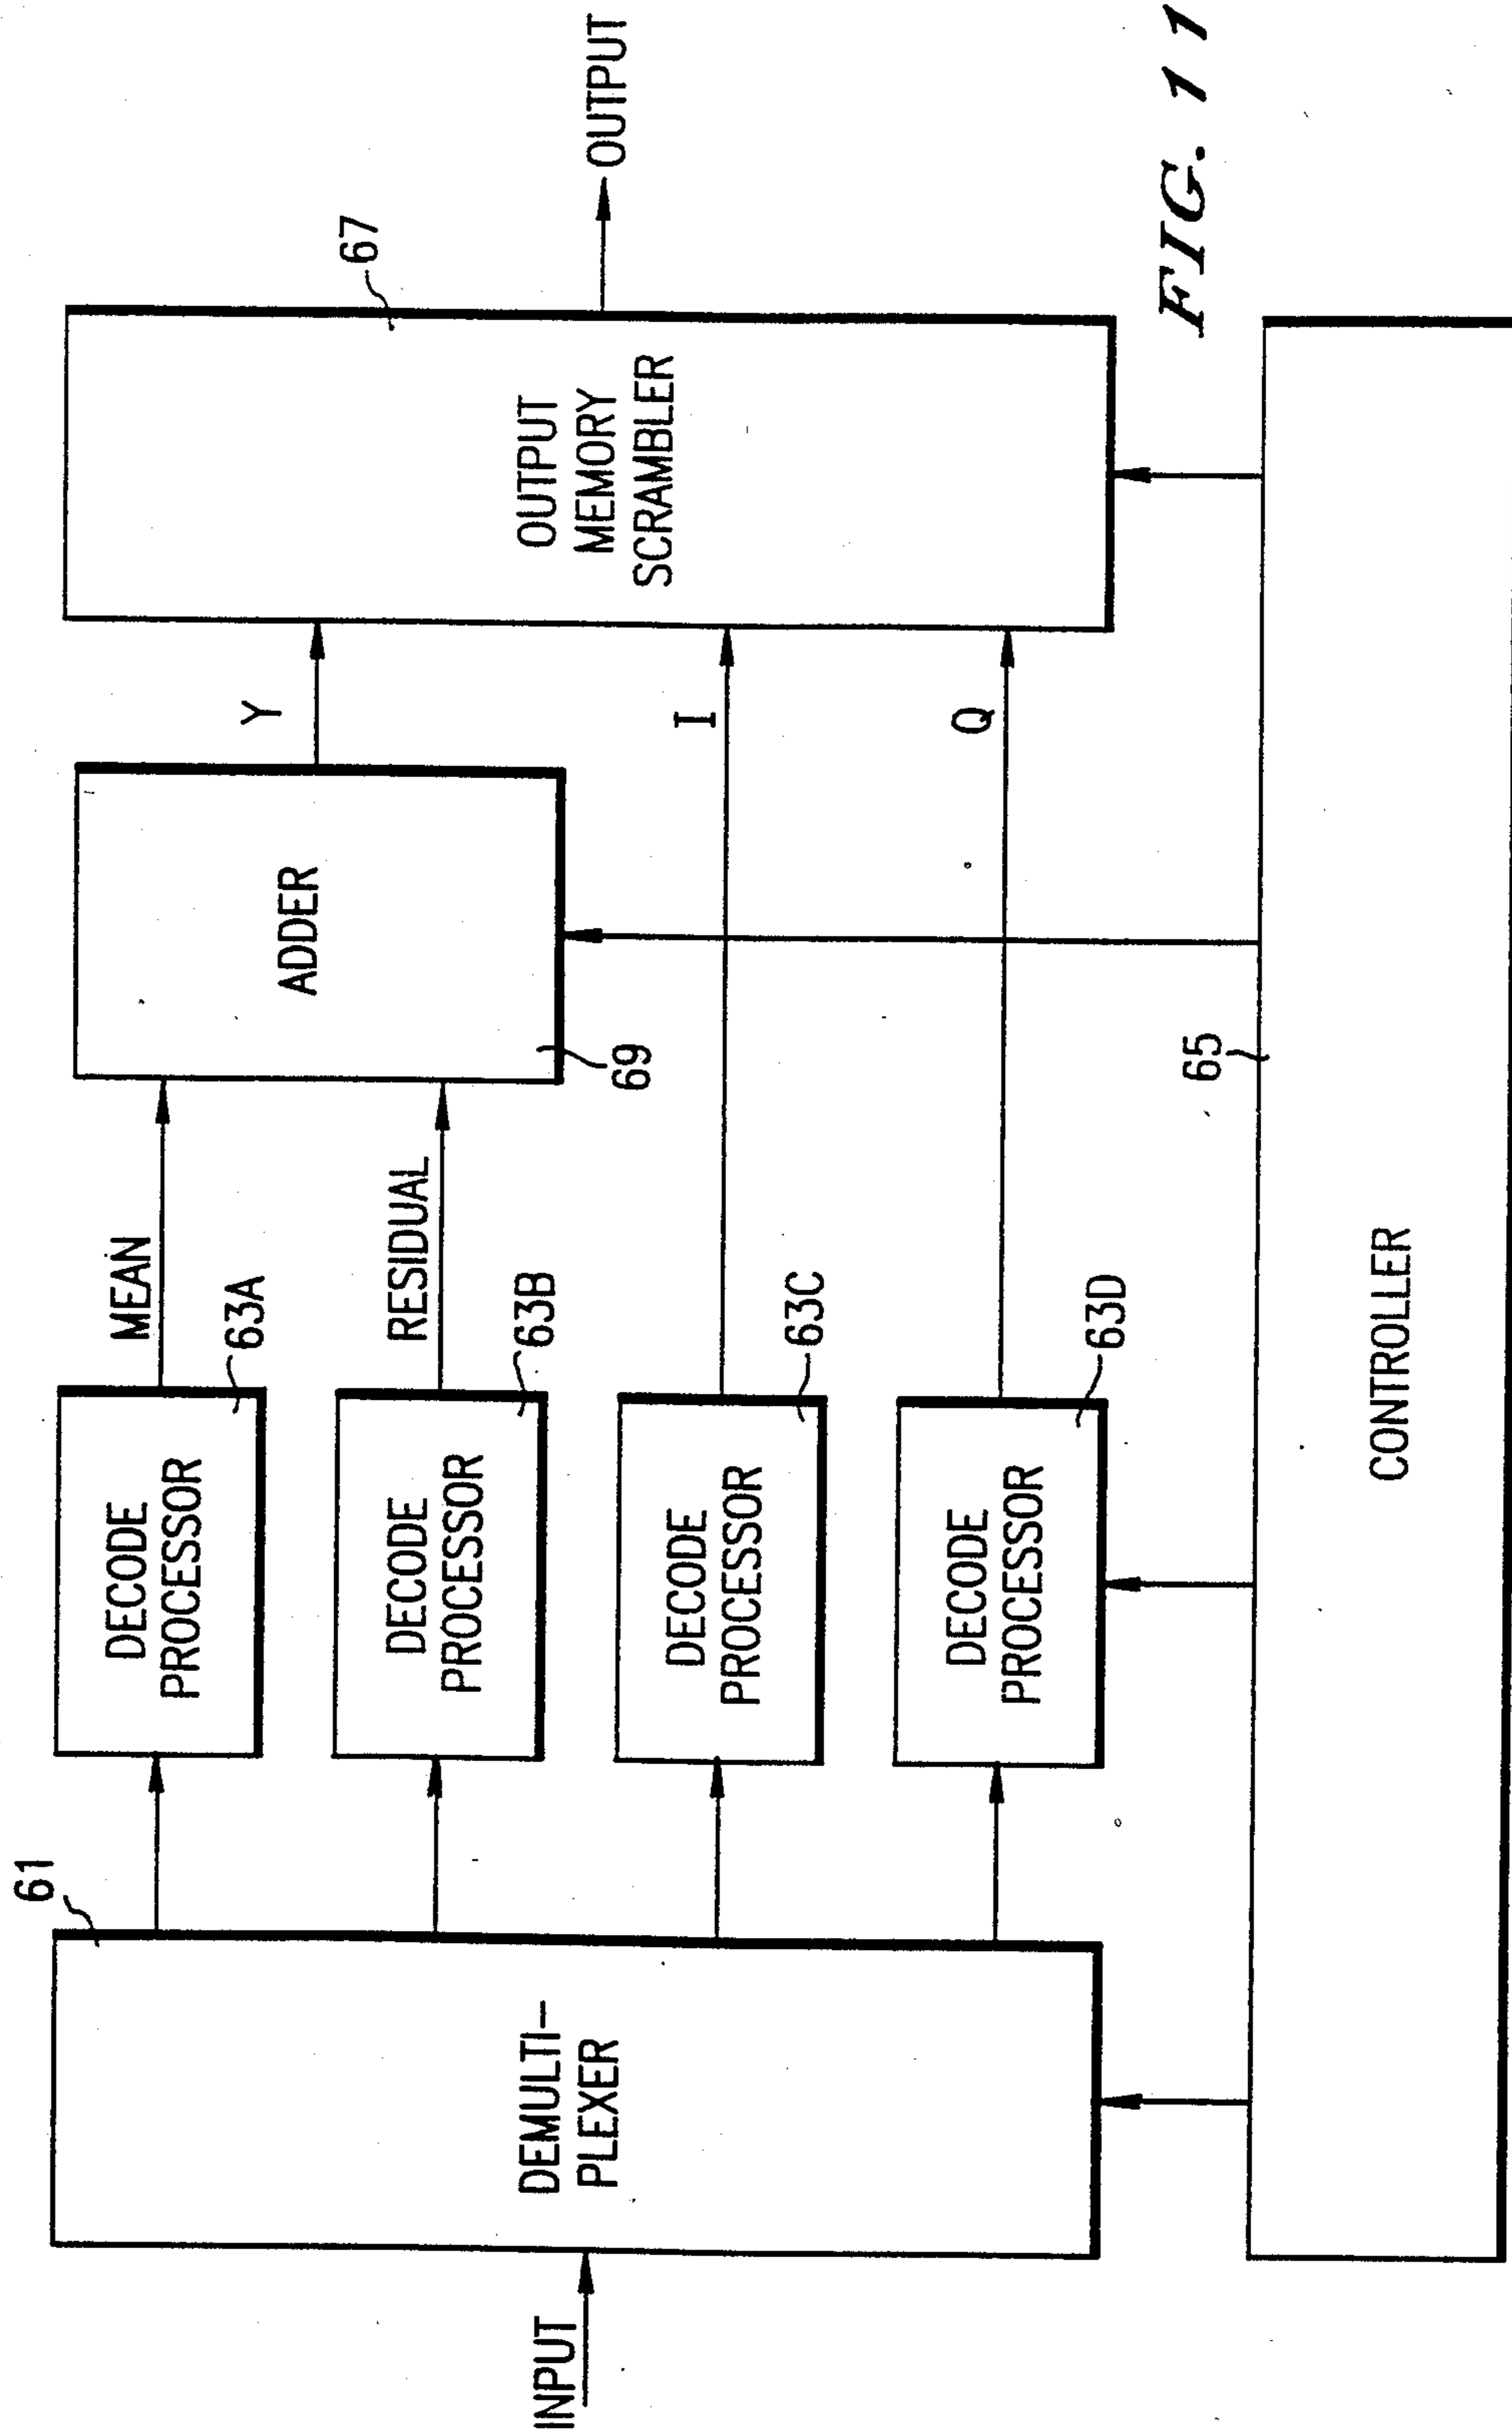 INPUT
DEMULTI-
PLEXER
61
DECODE
PROCESSOR
63A
DECODE
PROCESSOR
63B
DECODE
PROCESSOR
63C
DECODE
PROCESSOR
63D
MEAN
RESIDUAL
ADDER
69
Y
I
Q
OUTPUT
MEMORY
SCRAMBLER
67
OUTPUT
65
CONTROLLER
FIG. 11